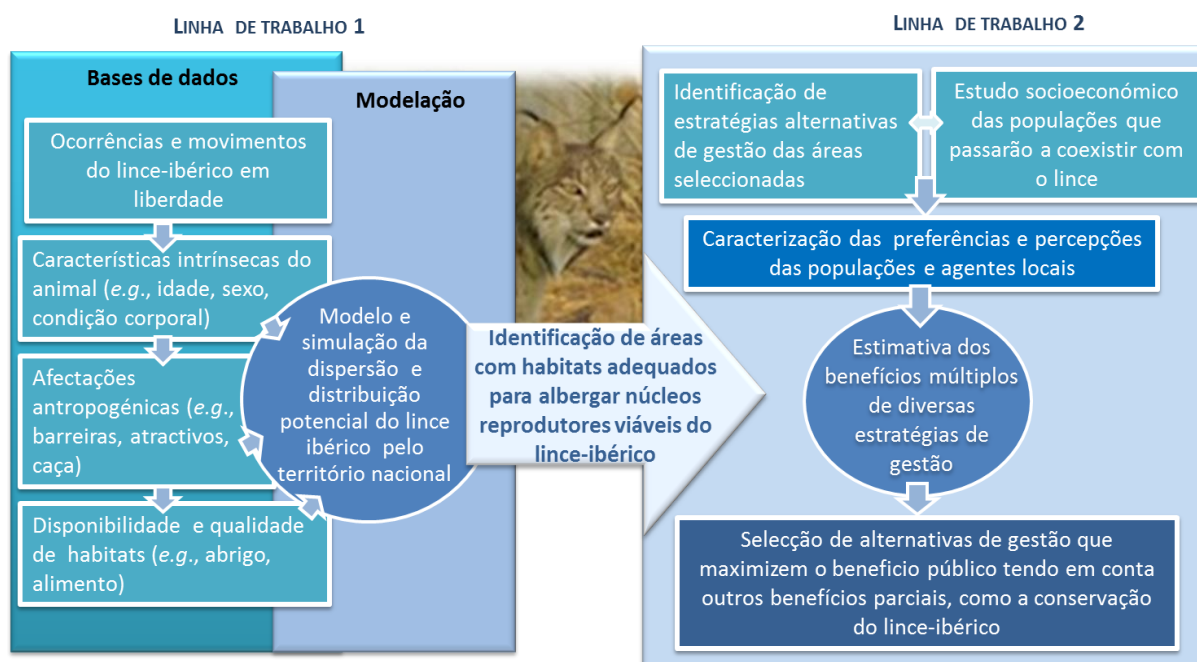 LINHA DE TRABALHO 1
Bases de dados
Modelação
Ocorrências e movimentos
do lince-ibérico em
liberdade
Características intrínsecas do
animal (e.g., idade, sexo,
condição corporal)
Afectações
antropogénicas (e.g.,
barreiras, atractivos,
caça)
Disponibilidade e qualidade
de habitats (e.g., abrigo,
alimento)
Modelo e
simulação da
dispersão e
distribuição
potencial do lince
ibérico pelo
território nacional
Identificação de áreas
com habitats adequados
para albergar núcleos
reprodutores viáveis do
lince-ibérico
LINHA DE TRABALHO 2
Identificação de
estratégias alternativas
de gestão das áreas
seleccionadas
Estudo socioeconómico
das populações que
passarão a coexistir com
o lince
Caracterização das preferências e percepções
das populações e agentes locais
Estimativa dos
benefícios múltiplos
de diversas
estratégias de
gestão
Selecção de alternativas de gestão que
maximizem o beneficio público tendo em conta
outros benefícios parciais, como a conservação
do lince-ibérico